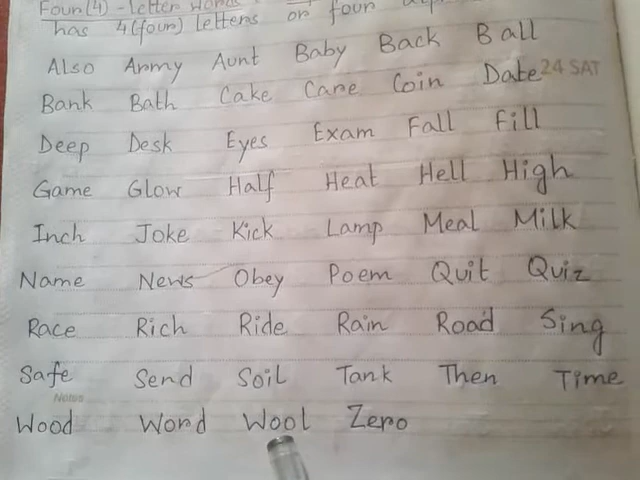 Four(4)-letter words
has 4(four) letters or four
Also Army Aunt Baby Back Ball
Bank Bath Cake Care Coin Date 24 SAT
Deep Desk Eyes Exam Fall Fill
Game Glow Half Heat Hell High
Inch Joke Kick Lamp Meal Milk
Name News Obey Poem Quit Quiz
Race Rich Ride Rain Road Sing
Safe Send Soil Tank Then Time
Notes
Wood Word Wool Zero